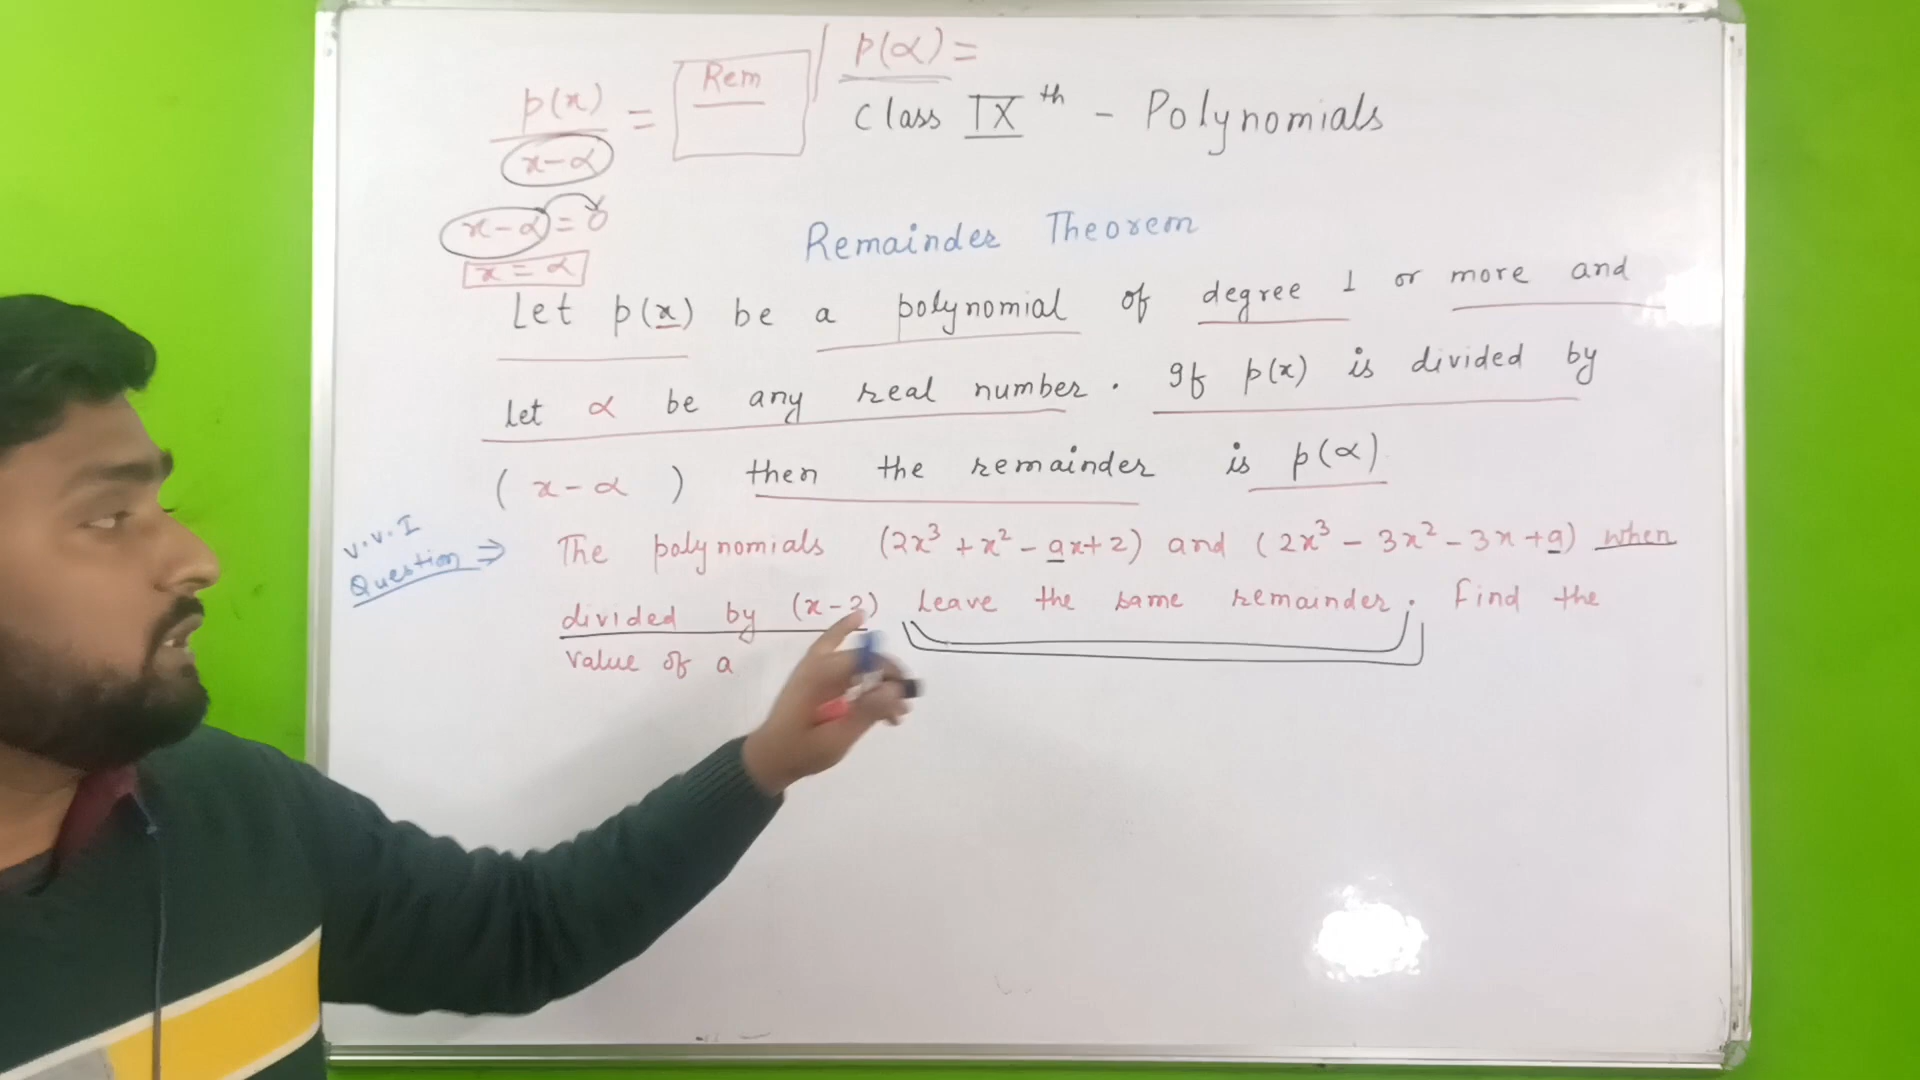 p(x) / x-α = Rem / p(α) =
x-α = 0
x = α
Class IXth - Polynomials
Remainder Theorem
Let p(x) be a polynomial of degree 1 or more and
let α be any real number. If p(x) is divided by
( x-α ) then the remainder is p(α)
V.V.I
Question ⇒
The polynomials (2x³ + x² - ax + 2) and (2x³ - 3x² - 3x + a) when
divided by (x-2) Leave the same remainder. Find the
value of a